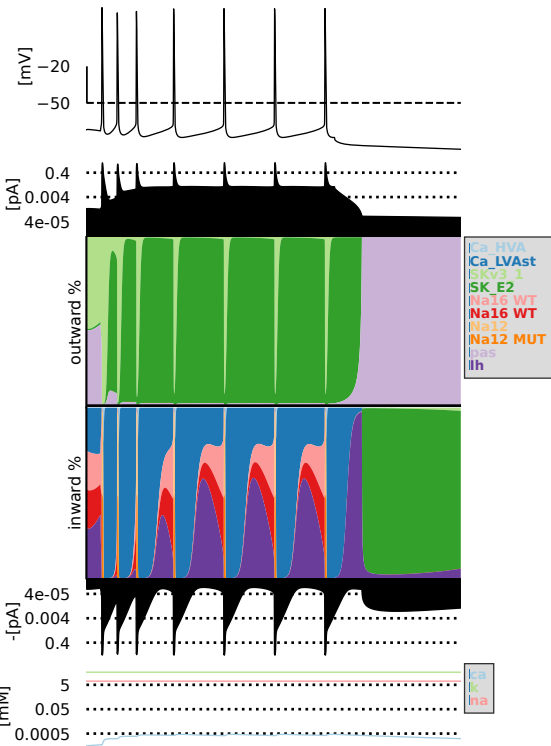 [mV]
−20
−50
[pA]
0.4
0.004
4e-05
outward %
Ca_HVA
Ca_LVAst
SKv3_1
SK_E2
Na16 WT
Na16 WT
Na12
Na12 MUT
pas
Ih
inward %
-[pA]
4e-05
0.004
0.4
[mM]
5
0.05
0.0005
ca
k
na